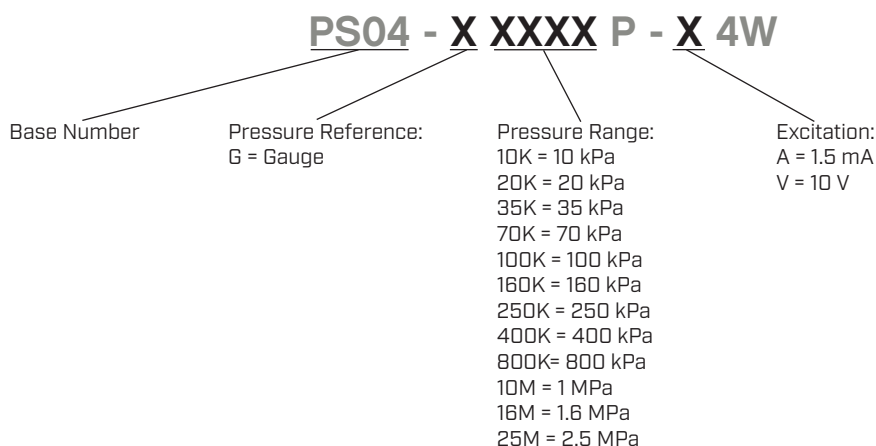 PS04 - X XXXX P - X 4W
Base Number
Pressure Reference:
G = Gauge
Pressure Range:
10K = 10 kPa
20K = 20 kPa
35K = 35 kPa
70K = 70 kPa
100K = 100 kPa
160K = 160 kPa
250K = 250 kPa
400K = 400 kPa
800K= 800 kPa
10M = 1 MPa
16M = 1.6 MPa
25M = 2.5 MPa
Excitation:
A = 1.5 mA
V = 10 V